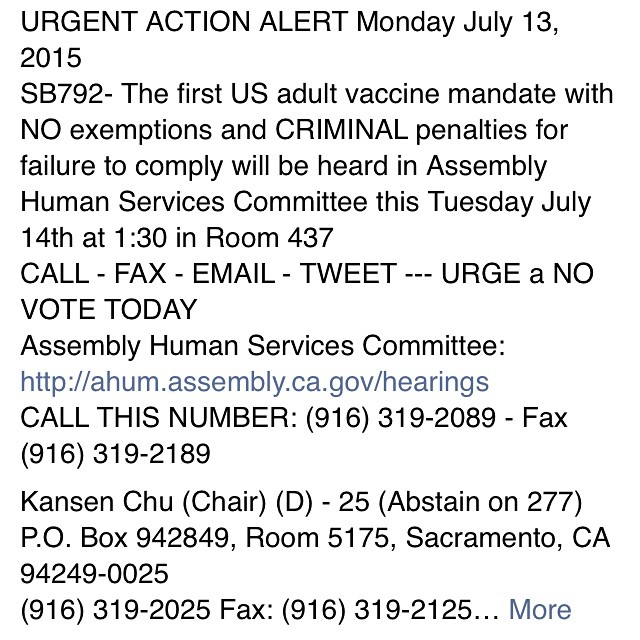 URGENT ACTION ALERT Monday July 13,
2015
SB792- The first US adult vaccine mandate with
NO exemptions and CRIMINAL penalties for
failure to comply will be heard in Assembly
Human Services Committee this Tuesday July
14th at 1:30 in Room 437
CALL - FAX - EMAIL - TWEET --- URGE a NO
VOTE TODAY
Assembly Human Services Committee:
http://ahum.assembly.ca.gov/hearings
CALL THIS NUMBER: (916) 319-2089 - Fax
(916) 319-2189
Kansen Chu (Chair) (D) - 25 (Abstain on 277)
P.O. Box 942849, Room 5175, Sacramento, CA
94249-0025
(916) 319-2025 Fax: (916) 319-2125... More